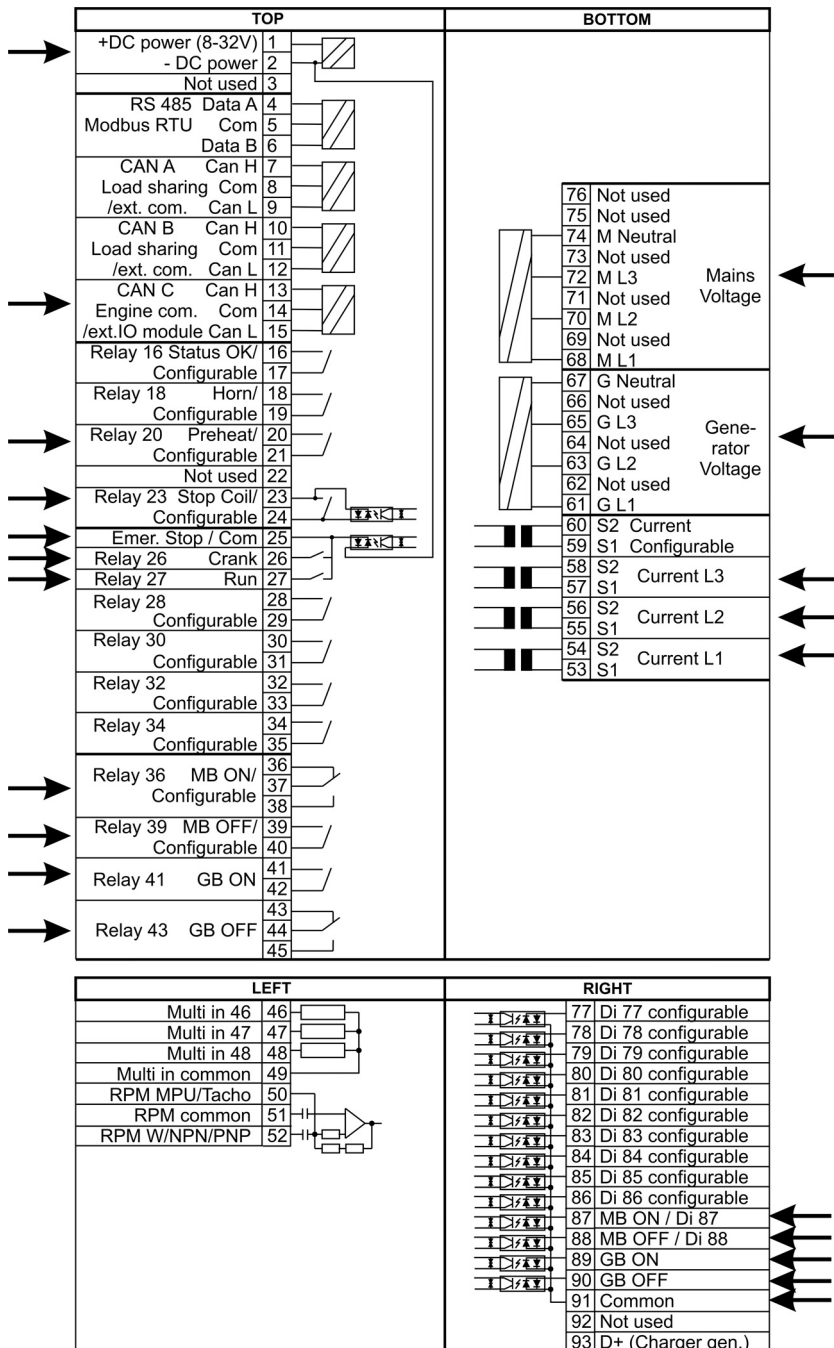 TOP
+DC power (8-32V) 1
- DC power 2
Not used 3
RS 485 Data A 4
Modbus RTU Com 5
Data B 6
CAN A Can H 7
Load sharing Com 8
/ext. com. Can L 9
CAN B Can H 10
Load sharing Com 11
/ext. com. Can L 12
CAN C Can H 13
Engine com. Com 14
/ext.IO module Can L 15
Relay 16 Status OK/ 16
Configurable 17
Relay 18 Horn/ 18
Configurable 19
Relay 20 Preheat/ 20
Configurable 21
Not used 22
Relay 23 Stop Coil/ 23
Configurable 24
Emer. Stop / Com 25
Relay 26 Crank 26
Relay 27 Run 27
Relay 28 28
Configurable 29
Relay 30 30
Configurable 31
Relay 32 32
Configurable 33
Relay 34 34
Configurable 35
36
Relay 36 MB ON/ 37
Configurable 38
Relay 39 MB OFF/ 39
Configurable 40
41
Relay 41 GB ON 42
43
Relay 43 GB OFF 44
45
BOTTOM
76 Not used
75 Not used
74 M Neutral
73 Not used
72 M L3 Mains
71 Not used Voltage
70 M L2
69 Not used
68 M L1
67 G Neutral
66 Not used
65 G L3 Gene-
64 Not used rator
63 G L2 Voltage
62 Not used
61 G L1
60 S2 Current
59 S1 Configurable
58 S2 Current L3
57 S1
56 S2 Current L2
55 S1
54 S2 Current L1
53 S1
LEFT
Multi in 46 46
Multi in 47 47
Multi in 48 48
Multi in common 49
RPM MPU/Tacho 50
RPM common 51
RPM W/NPN/PNP 52
RIGHT
77 Di 77 configurable
78 Di 78 configurable
79 Di 79 configurable
80 Di 80 configurable
81 Di 81 configurable
82 Di 82 configurable
83 Di 83 configurable
84 Di 84 configurable
85 Di 85 configurable
86 Di 86 configurable
87 MB ON / Di 87
88 MB OFF / Di 88
89 GB ON
90 GB OFF
91 Common
92 Not used
93 D+ (Charger gen.)